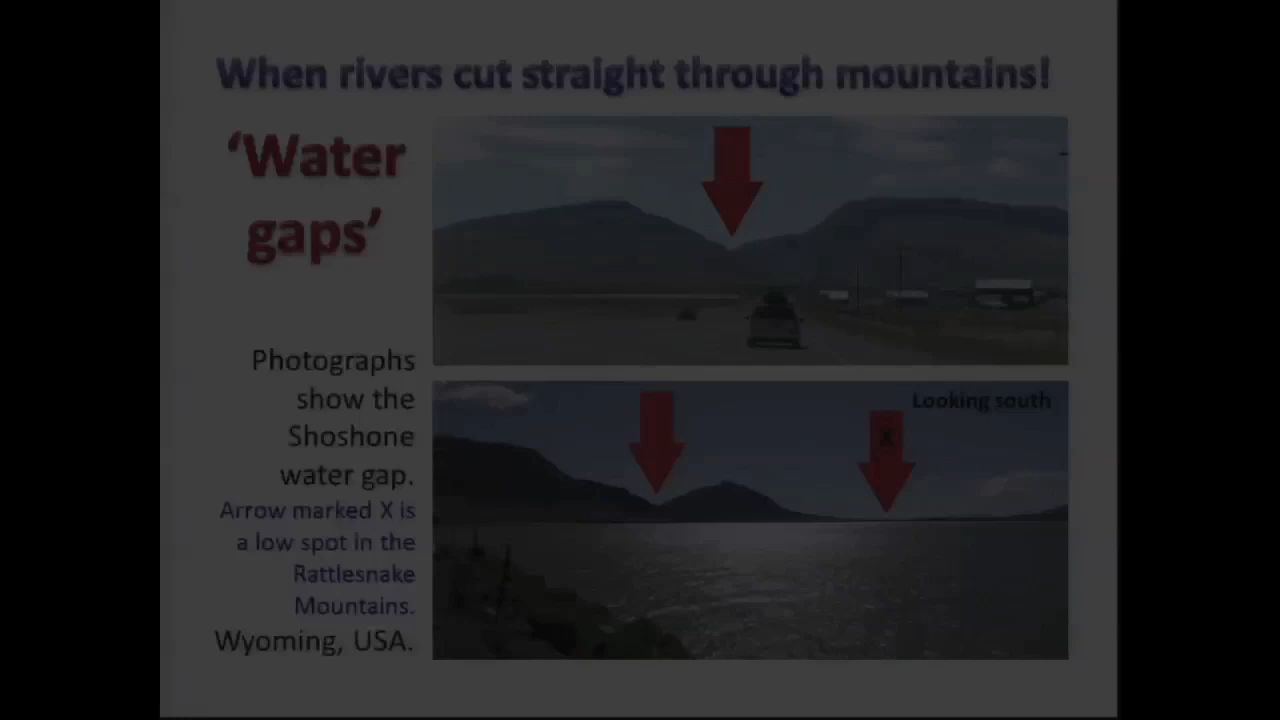 When rivers cut straight through mountains!
‘Water
gaps’
Photographs
show the
Shoshone
water gap.
Arrow marked X is
a low spot in the
Rattlesnake
Mountains.
Wyoming, USA.
Looking south
X